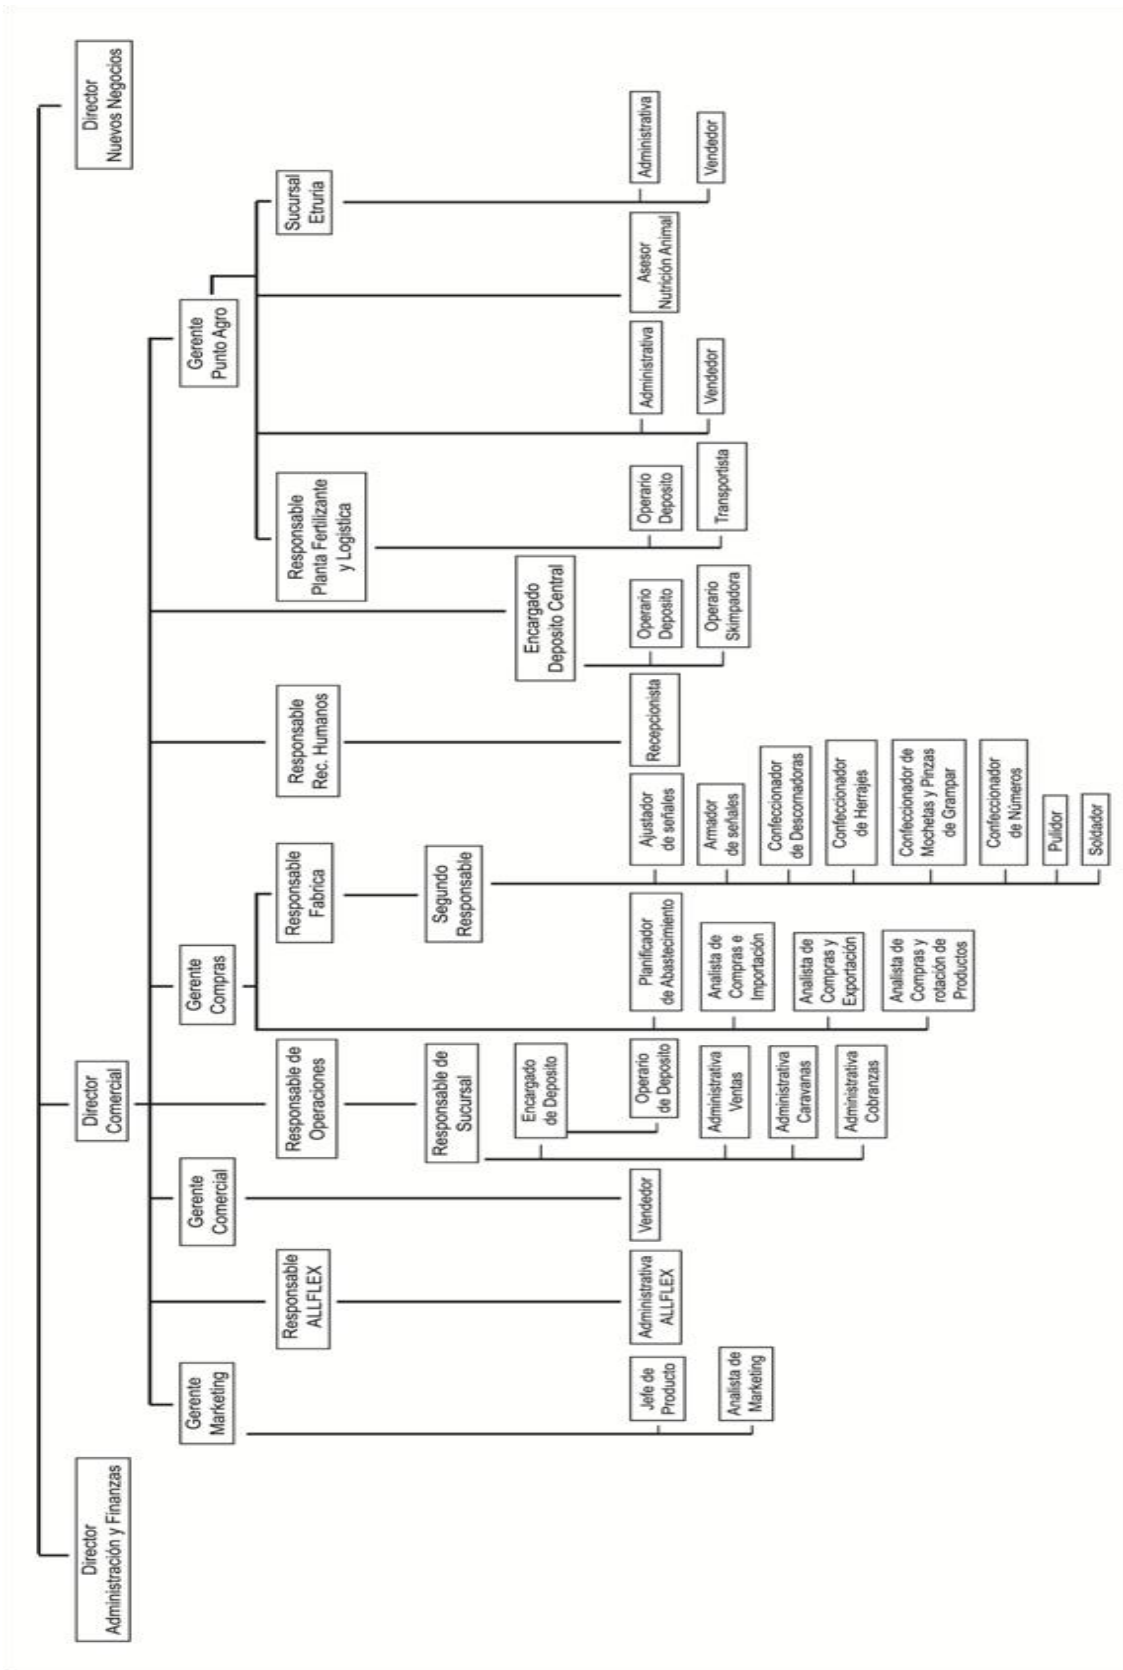 Director
Administración y Finanzas
Director
Comercial
Director
Nuevos Negocios
Gerente
Marketing
Gerente
Comercial
Gerente
Compras
Gerente
Punto Agro
Responsable
ALLFLEX
Responsable de
Operaciones
Responsable
Fabrica
Responsable
Rec. Humanos
Responsable
Planta Fertilizante
y Logistica
Sucursal
Etruria
Responsable de
Sucursal
Segundo
Responsable
Encargado
de Deposito
Encargado
Deposito Central
Jefe de
Producto
Analista de
Marketing
Administrativa
ALLFLEX
Vendedor
Operario
de Deposito
Administrativa
Ventas
Administrativa
Caravanas
Administrativa
Cobranzas
Planificador
de Abastecimiento
Analista de
Compras e
Importación
Analista de
Compras y
Exportación
Analista de
Compras y
rotación de
Productos
Ajustador
de señales
Armador
de señales
Confeccionador
de Descornadoras
Confeccionador
de Herrajes
Confeccionador de
Mochetas y Pinzas
de Grampar
Confeccionador
de Números
Pulidor
Soldador
Recepcionista
Operario
Deposito
Operario
Skimpadora
Operario
Deposito
Transportista
Administrativa
Vendedor
Asesor
Nutrición Animal
Administrativa
Vendedor